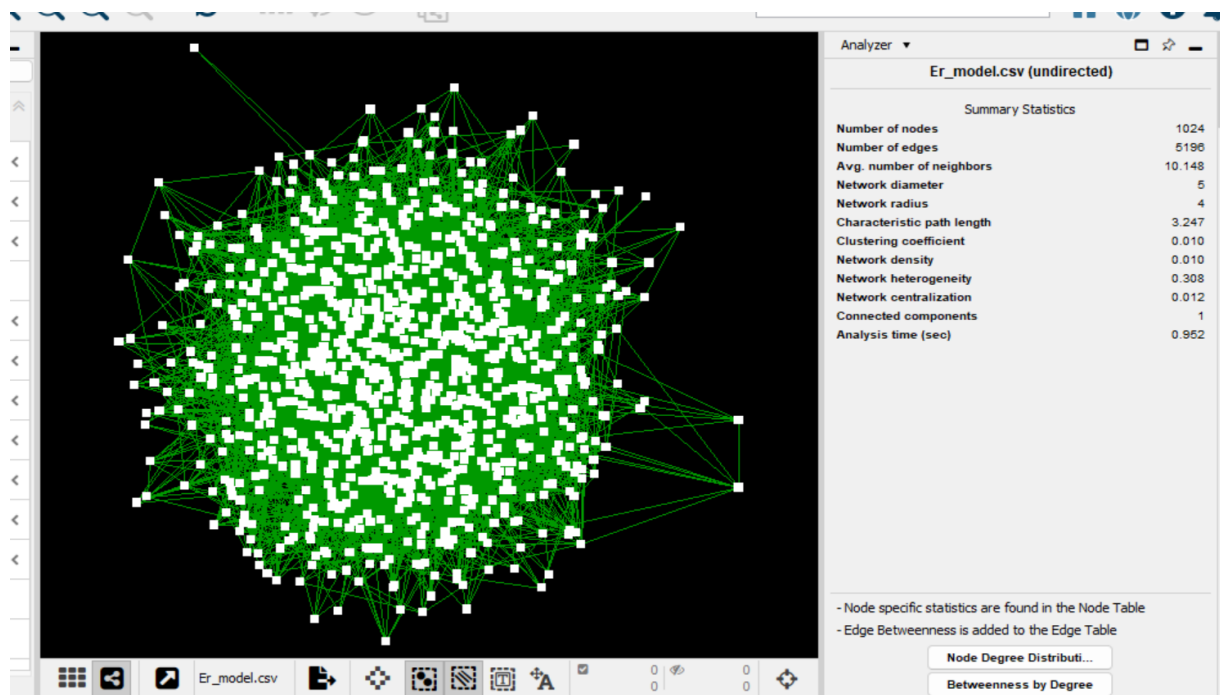 Analyzer ▼
Er_model.csv (undirected)
Summary Statistics
Number of nodes 1024
Number of edges 5196
Avg. number of neighbors 10.148
Network diameter 5
Network radius 4
Characteristic path length 3.247
Clustering coefficient 0.010
Network density 0.010
Network heterogeneity 0.308
Network centralization 0.012
Connected components 1
Analysis time (sec) 0.952
- Node specific statistics are found in the Node Table
- Edge Betweenness is added to the Edge Table
Node Degree Distributi...
Betweenness by Degree
Er_model.csv
T
A
0 0
0 0